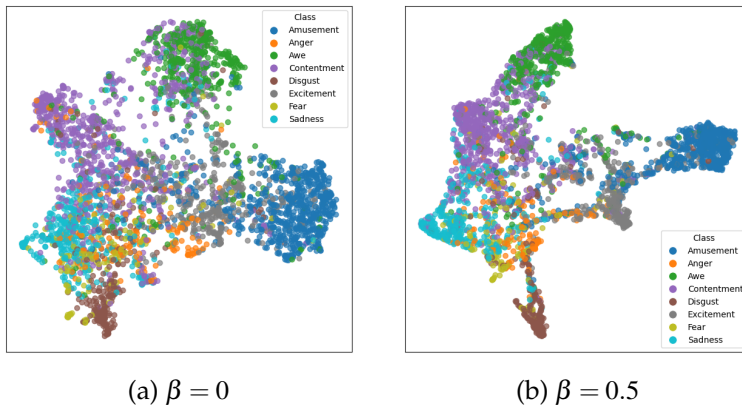 Class
Amusement
Anger
Awe
Contentment
Disgust
Excitement
Fear
Sadness
Class
Amusement
Anger
Awe
Contentment
Disgust
Excitement
Fear
Sadness
(a) β = 0
(b) β = 0.5